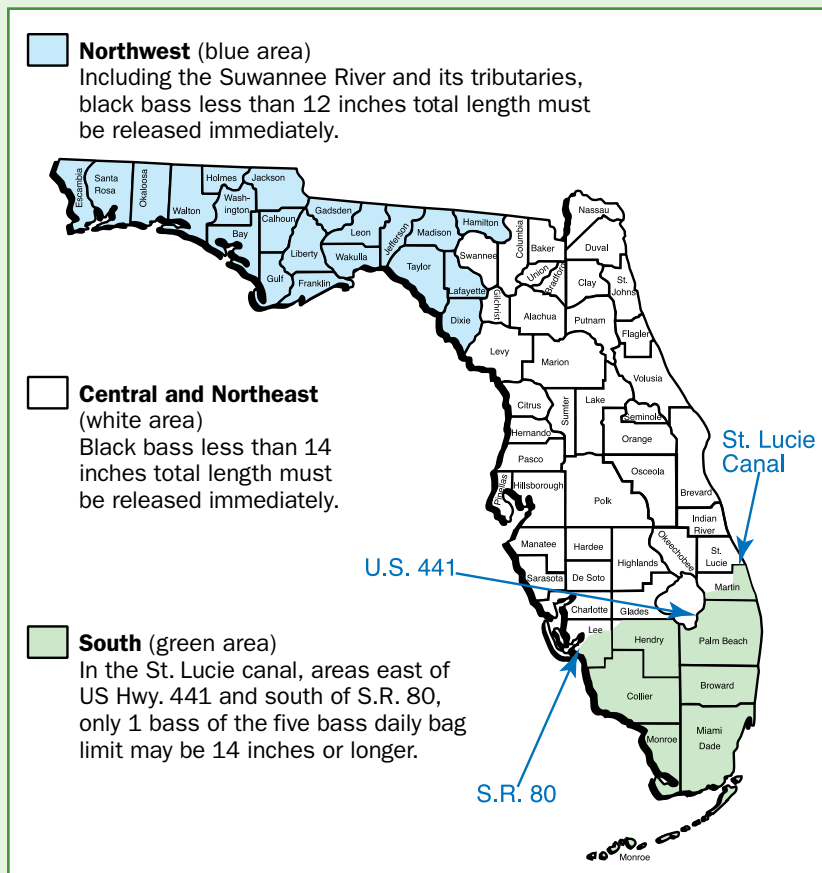 Northwest (blue area)
Including the Suwannee River and its tributaries,
black bass less than 12 inches total length must
be released immediately.
Escambia
Santa
Rosa
Okaloosa
Walton
Holmes
Jackson
Wash-
ington
Bay
Calhoun
Gulf
Liberty
Franklin
Gadsden
Leon
Wakulla
Jefferson
Madison
Taylor
Hamilton
Swannee
Lafayette
Dixie
Columbia
Gilchrist
Baker
Union
Bradford
Nassau
Duval
Clay
St.
Johns
Alachua
Putnam
Flagler
Levy
Marion
Volusia
Central and Northeast
(white area)
Black bass less than 14
inches total length must
be released immediately.
Citrus
Sumter
Lake
Seminole
Hernando
Orange
Pasco
Osceola
Pinellas
Hillsborough
Polk
Brevard
St. Lucie
Canal
Indian
River
Manatee
Hardee
Highlands
Okeechobee
St.
Lucie
Sarasota
De Soto
Martin
U.S. 441
Charlotte
Glades
Lee
Hendry
Palm Beach
South (green area)
In the St. Lucie canal, areas east of
US Hwy. 441 and south of S.R. 80,
only 1 bass of the five bass daily bag
limit may be 14 inches or longer.
Collier
Broward
Monroe
Miami
Dade
S.R. 80
Monroe